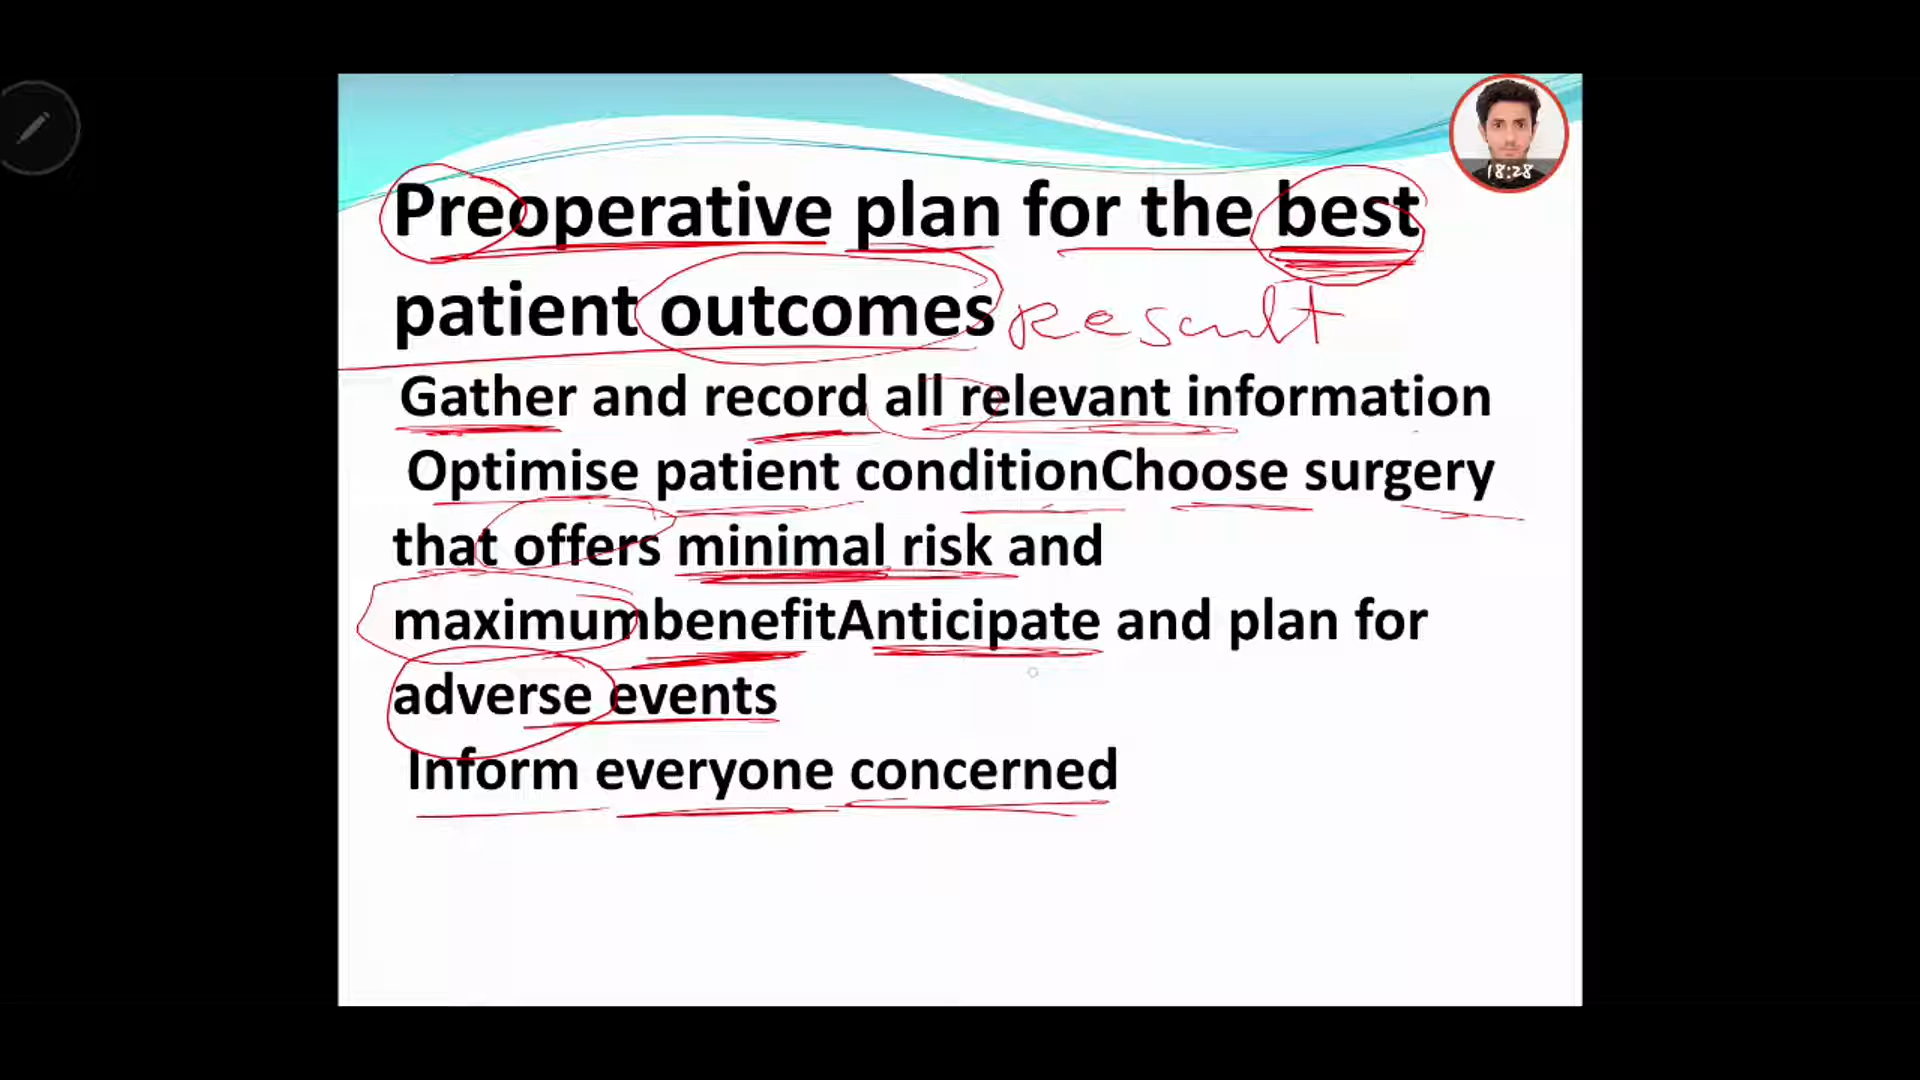 18:28
Preoperative plan for the best
patient outcomes Result
Gather and record all relevant information
Optimise patient conditionChoose surgery
that offers minimal risk and
maximumbenefitAnticipate and plan for
adverse events
Inform everyone concerned